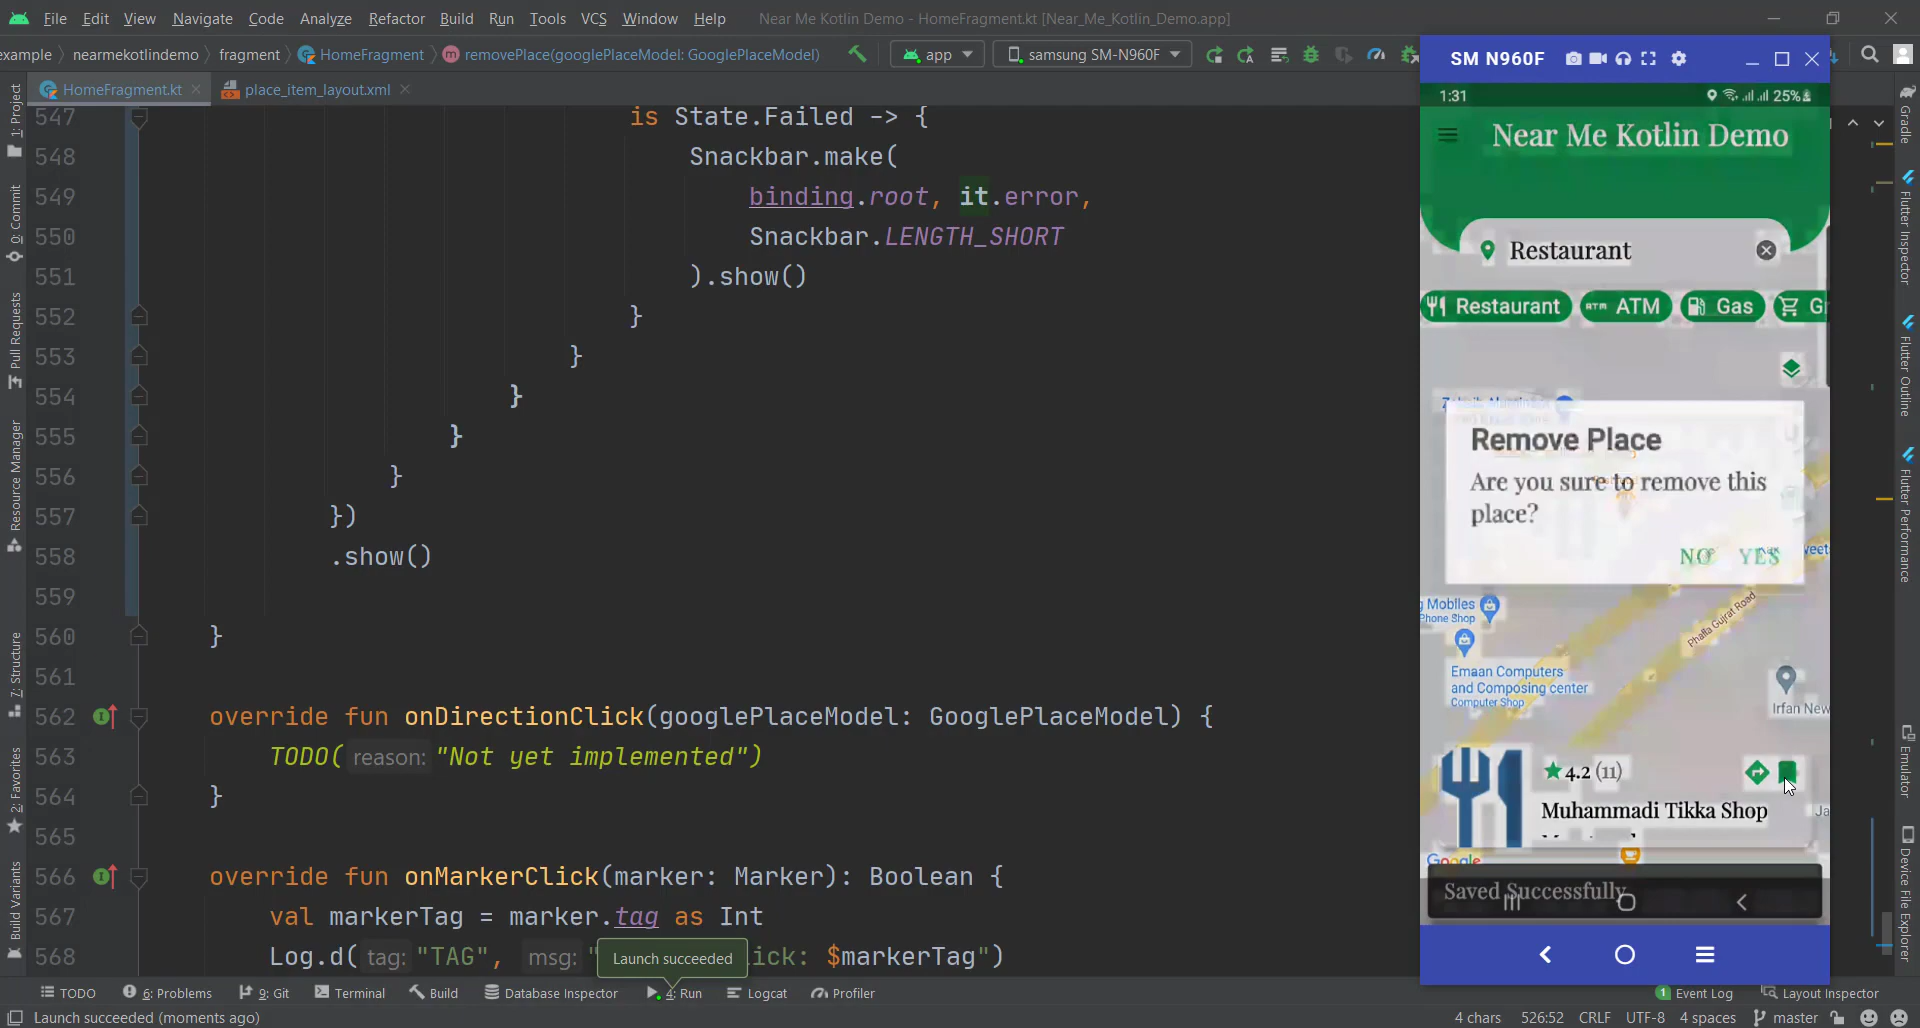 File Edit View Navigate Code Analyze Refactor Build Run Tools VCS Window Help Near Me Kotlin Demo - HomeFragment.kt [Near_Me_Kotlin_Demo.app]
example nearmekotlindemo fragment HomeFragment removePlace(googlePlaceModel: GooglePlaceModel) app samsung SM-N960F
HomeFragment.kt place_item_layout.xml
547 is State.Failed -> {
548 Snackbar.make(
549 binding.root, it.error,
550 Snackbar.LENGTH_SHORT
551 ).show()
552 }
553 }
554 }
555 }
556 }
557 })
558 .show()
559
560 }
561
562 override fun onDirectionClick(googlePlaceModel: GooglePlaceModel) {
563 TODO( reason: "Not yet implemented")
564 }
565
566 override fun onMarkerClick(marker: Marker): Boolean {
567 val markerTag = marker.tag as Int
568 Log.d( tag: "TAG", msg: " ick: $markerTag")
Launch succeeded
1: Project
0: Commit
Pull Requests
Resource Manager
7: Structure
2: Favorites
Build Variants
SM N960F
1:31 25%
Near Me Kotlin Demo
Restaurant
Restaurant ATM ATM Gas Gr
Remove Place
Are you sure to remove this
place?
NO YES
g Mobiles
Phone Shop
Phalia Gujrat Road
Emaan Computers
and Composing center
Computer Shop
Irfan New
4.2 (11)
Muhammadi Tikka Shop
Google
Saved Successfully
Gradle
Flutter Inspector
Flutter Outline
Flutter Performance
Emulator
Device File Explorer
TODO 6: Problems 9: Git Terminal Build Database Inspector 4: Run Logcat Profiler 1 Event Log Layout Inspector
Launch succeeded (moments ago) 4 chars 526:52 CRLF UTF-8 4 spaces master